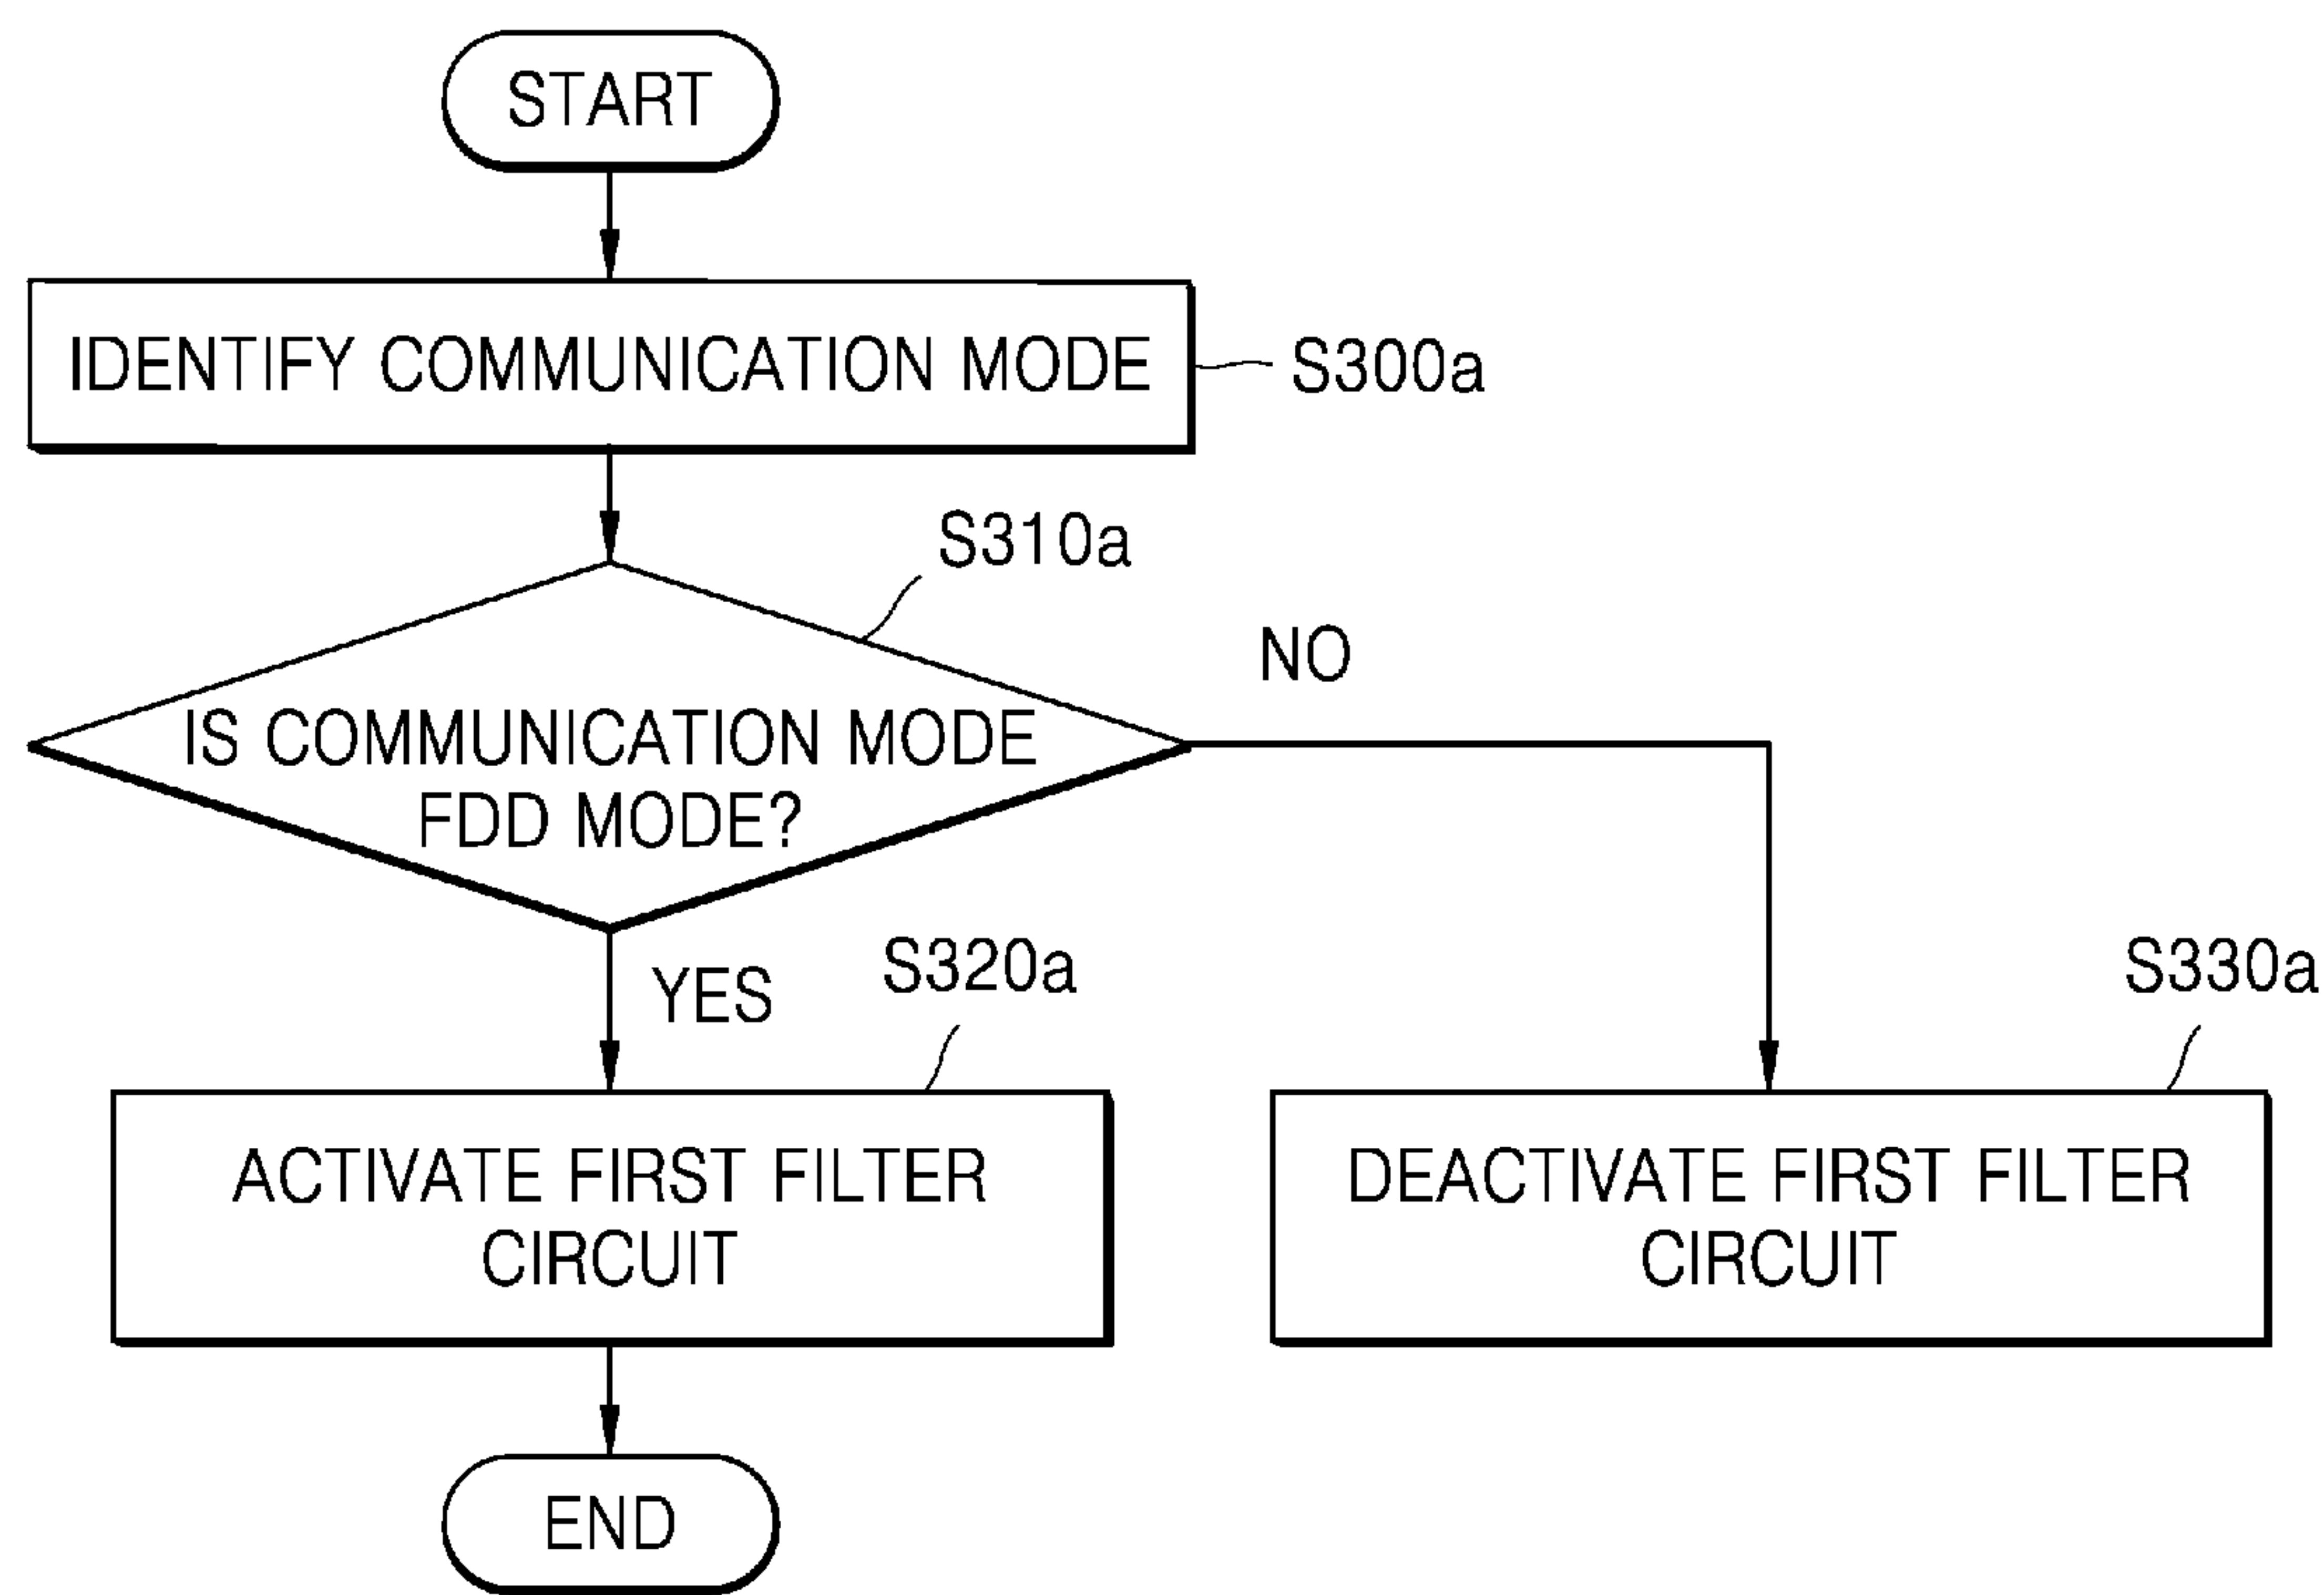 START
IDENTIFY COMMUNICATION MODE
S300a
S310a
IS COMMUNICATION MODE
FDD MODE?
NO
YES
S320a
S330a
ACTIVATE FIRST FILTER
CIRCUIT
DEACTIVATE FIRST FILTER
CIRCUIT
END